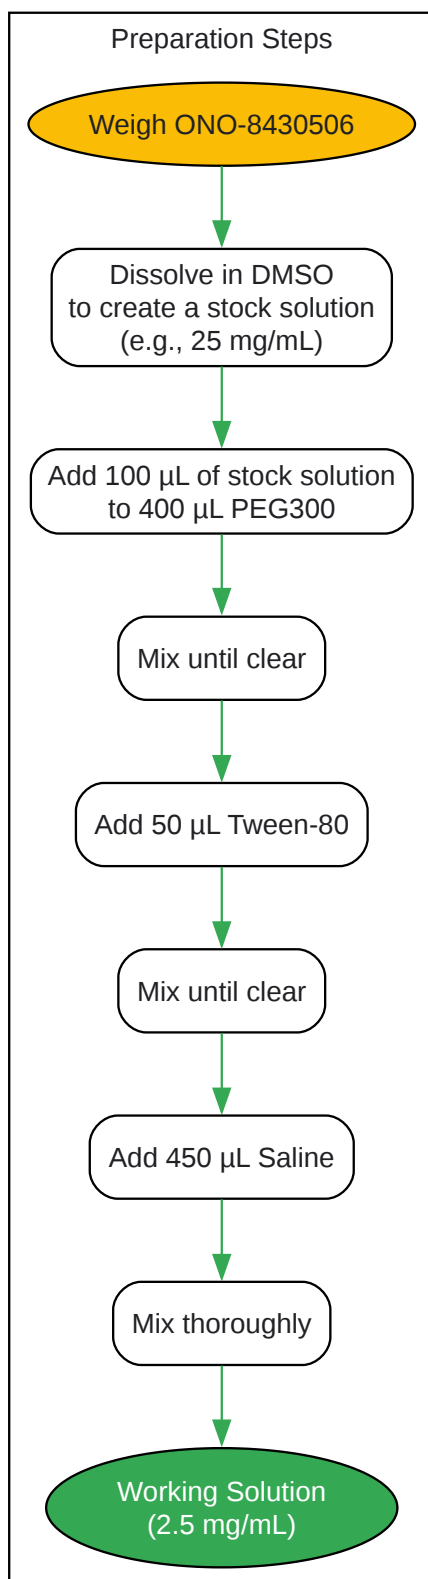 Preparation Steps
Weigh ONO-8430506
Dissolve in DMSO
to create a stock solution
(e.g., 25 mg/mL)
Add 100 µL of stock solution
to 400 µL PEG300
Mix until clear
Add 50 µL Tween-80
Mix until clear
Add 450 µL Saline
Mix thoroughly
Working Solution
(2.5 mg/mL)